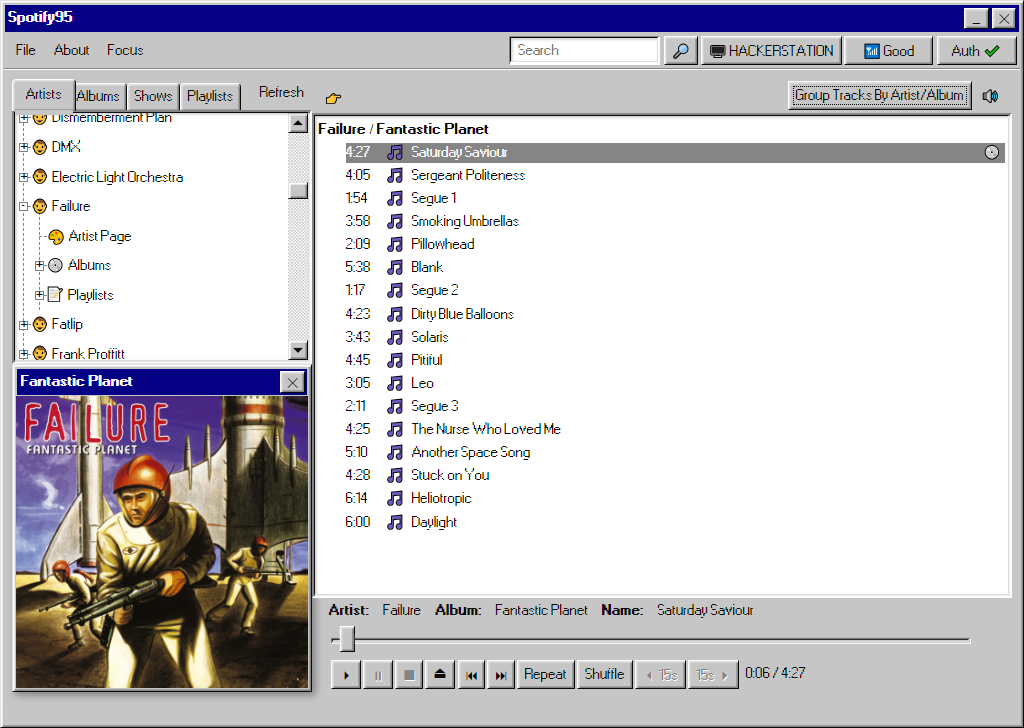 Spotify95
File About Focus
Search
HACKERSTATION
Good
Auth
Artists Albums Shows Playlists Refresh
Group Tracks By Artist/Album
Dismemberment Plan
DMX
Electric Light Orchestra
Failure
Artist Page
Albums
Playlists
Fatlip
Frank Proffitt
Fantastic Planet
FAILURE
FANTASTIC PLANET
Failure / Fantastic Planet
4:27 Saturday Saviour
4:05 Sergeant Politeness
1:54 Segue 1
3:58 Smoking Umbrellas
2:09 Pillowhead
5:38 Blank
1:17 Segue 2
4:23 Dirty Blue Balloons
3:43 Solaris
4:45 Pitiful
3:05 Leo
2:11 Segue 3
4:25 The Nurse Who Loved Me
5:10 Another Space Song
4:28 Stuck on You
6:14 Heliotropic
6:00 Daylight
Artist: Failure Album: Fantastic Planet Name: Saturday Saviour
Repeat Shuffle 15s 15s 0:06 / 4:27